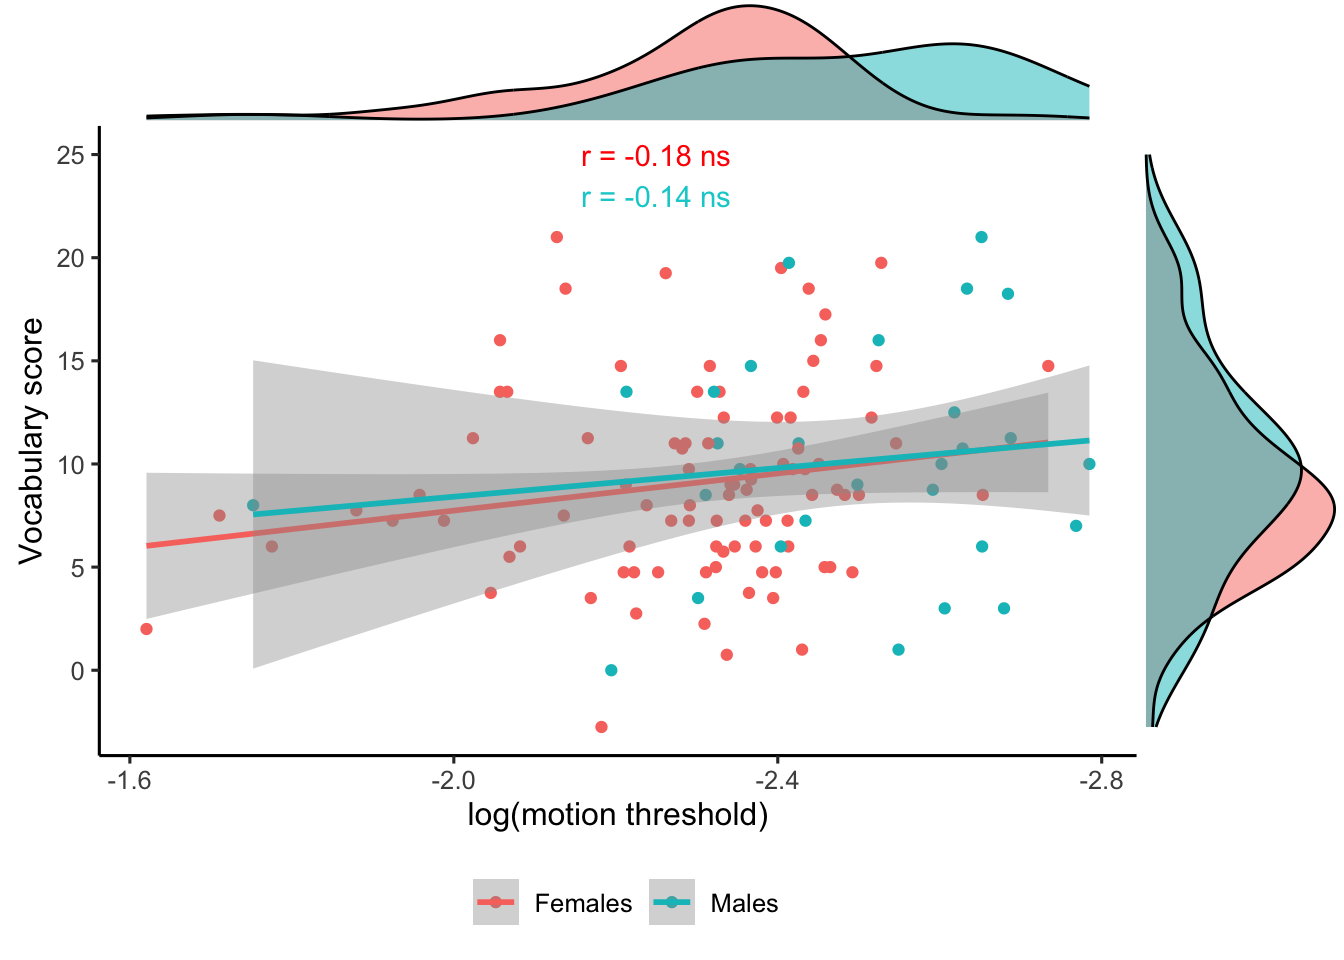 r = -0.18 ns
r = -0.14 ns
25
20
15
10
5
0
Vocabulary score
-1.6 -2.0 -2.4 -2.8
log(motion threshold)
Females Males